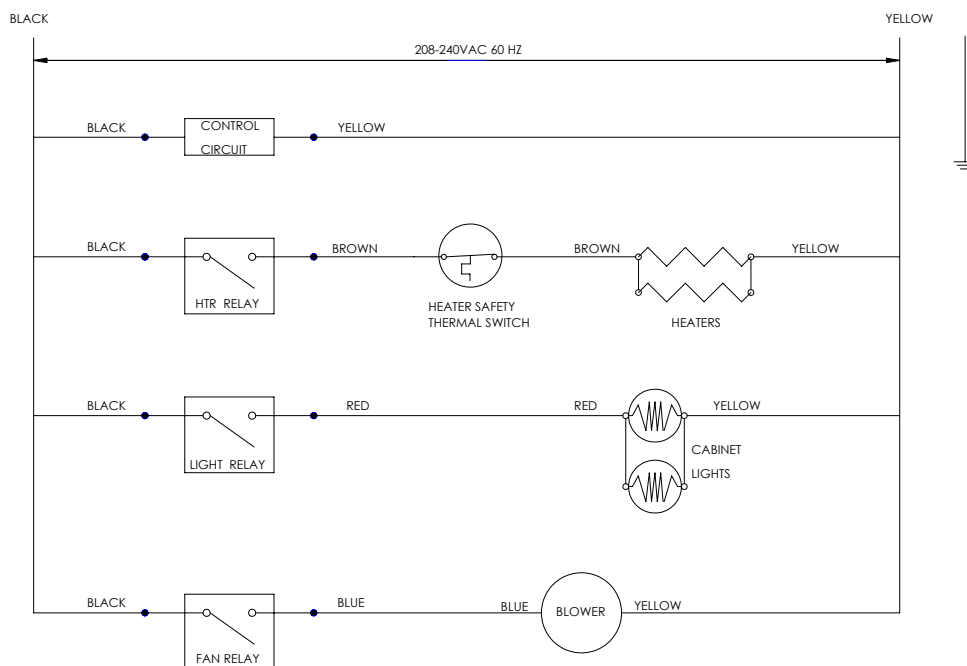 BLACK
YELLOW
208-240VAC 60 HZ
BLACK
CONTROL
CIRCUIT
YELLOW
BLACK
HTR RELAY
BROWN
HEATER SAFETY
THERMAL SWITCH
BROWN
HEATERS
YELLOW
BLACK
LIGHT RELAY
RED
RED
YELLOW
CABINET
LIGHTS
BLACK
FAN RELAY
BLUE
BLUE
BLOWER
YELLOW